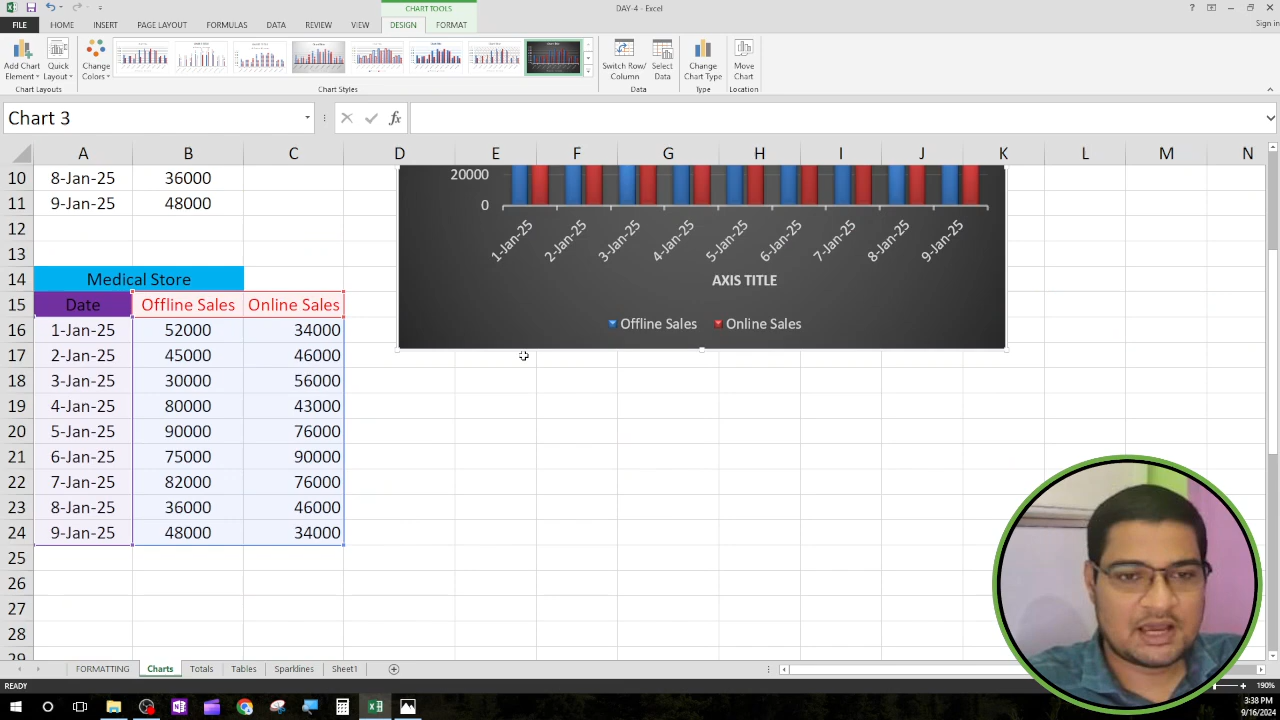 CHART TOOLS
DAY-4 - Excel
FILE HOME INSERT PAGE LAYOUT FORMULAS DATA REVIEW VIEW DESIGN FORMAT
Sign in
Add Chart Element
Quick Layout
Change Colors
Switch Row/ Column
Select Data
Change Chart Type
Move Chart
Chart Layouts
Chart Styles
Data
Type
Location
Chart 3
fx
A B C D E F G H I J K L M N
10 8-Jan-25 36000
11 9-Jan-25 48000
12
13
14 Medical Store
15 Date Offline Sales Online Sales
16 1-Jan-25 52000 34000
17 2-Jan-25 45000 46000
18 3-Jan-25 30000 56000
19 4-Jan-25 80000 43000
20 5-Jan-25 90000 76000
21 6-Jan-25 75000 90000
22 7-Jan-25 82000 76000
23 8-Jan-25 36000 46000
24 9-Jan-25 48000 34000
25
26
27
28
29
20000
0
1-Jan-25 2-Jan-25 3-Jan-25 4-Jan-25 5-Jan-25 6-Jan-25 7-Jan-25 8-Jan-25 9-Jan-25
AXIS TITLE
Offline Sales Online Sales
FORMATTING Charts Totals Tables Sparklines Sheet1
READY
190%
3:38 PM
9/16/2024